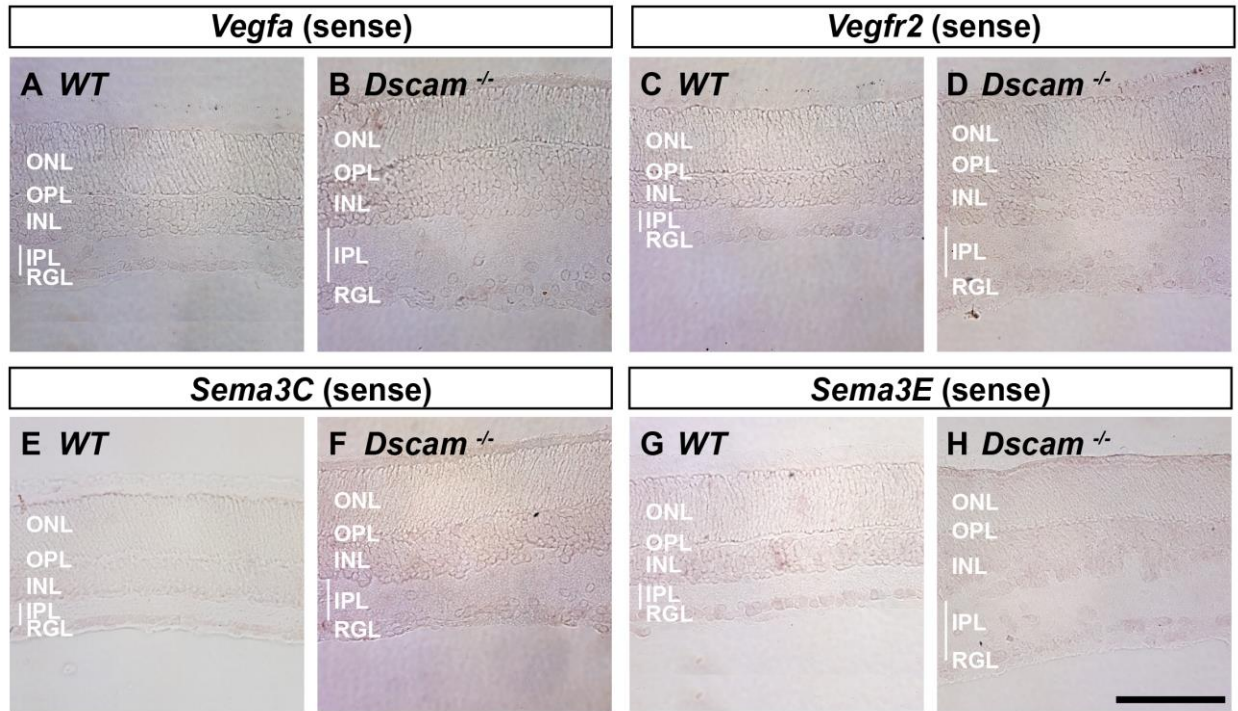 Vegfa (sense)
Vegfr2 (sense)
A WT
B Dscam -/-
C WT
D Dscam -/-
ONL
OPL
INL
IPL
RGL
ONL
OPL
INL
IPL
RGL
ONL
OPL
INL
IPL
RGL
ONL
OPL
INL
IPL
RGL
Sema3C (sense)
Sema3E (sense)
E WT
F Dscam -/-
G WT
H Dscam -/-
ONL
OPL
INL
IPL
RGL
ONL
OPL
INL
IPL
RGL
ONL
OPL
INL
IPL
RGL
ONL
OPL
INL
IPL
RGL